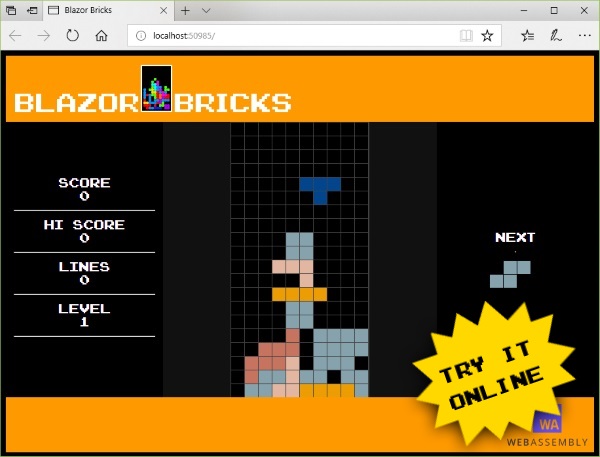 Blazor Bricks
localhost:50985/
BLAZOR BRICKS
SCORE
0
HI SCORE
0
LINES
0
LEVEL
1
NEXT
TRY IT
ONLINE
WA
WEBASSEMBLY